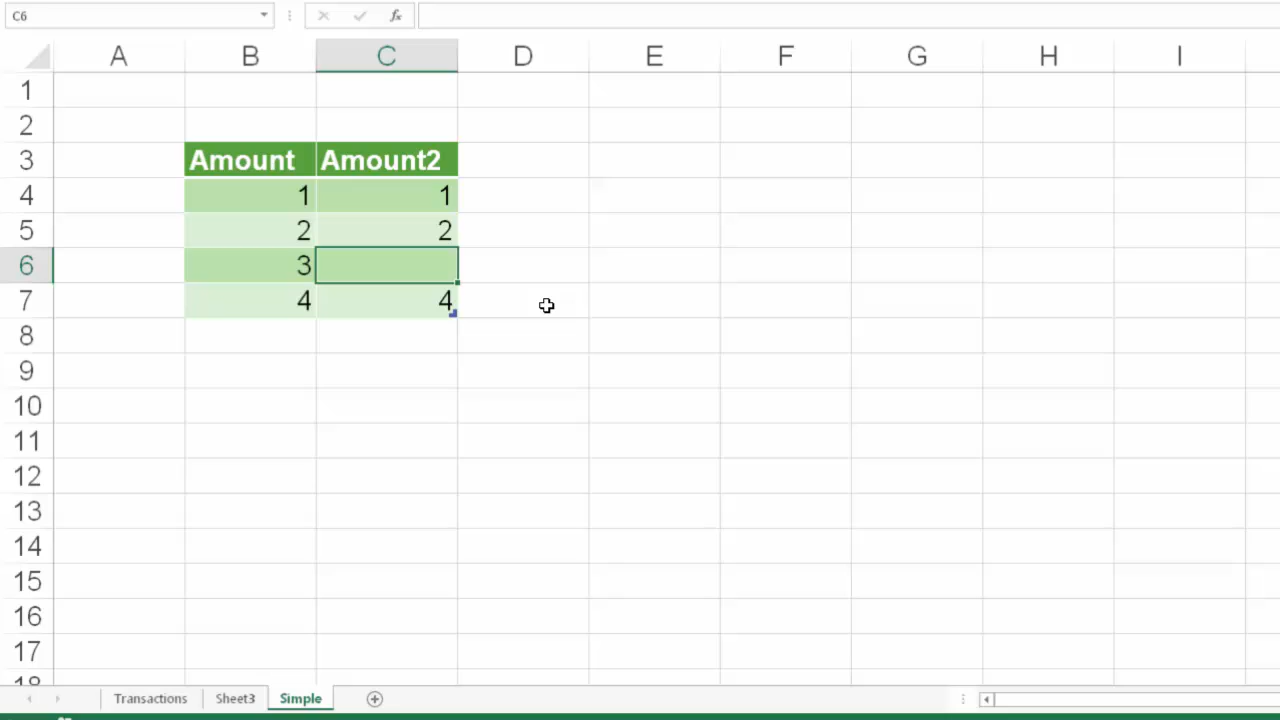 C6 fx
A B C D E F G H I
1
2
3 Amount Amount2
4 1 1
5 2 2
6 3
7 4 4
8
9
10
11
12
13
14
15
16
17
18
Transactions Sheet3 Simple